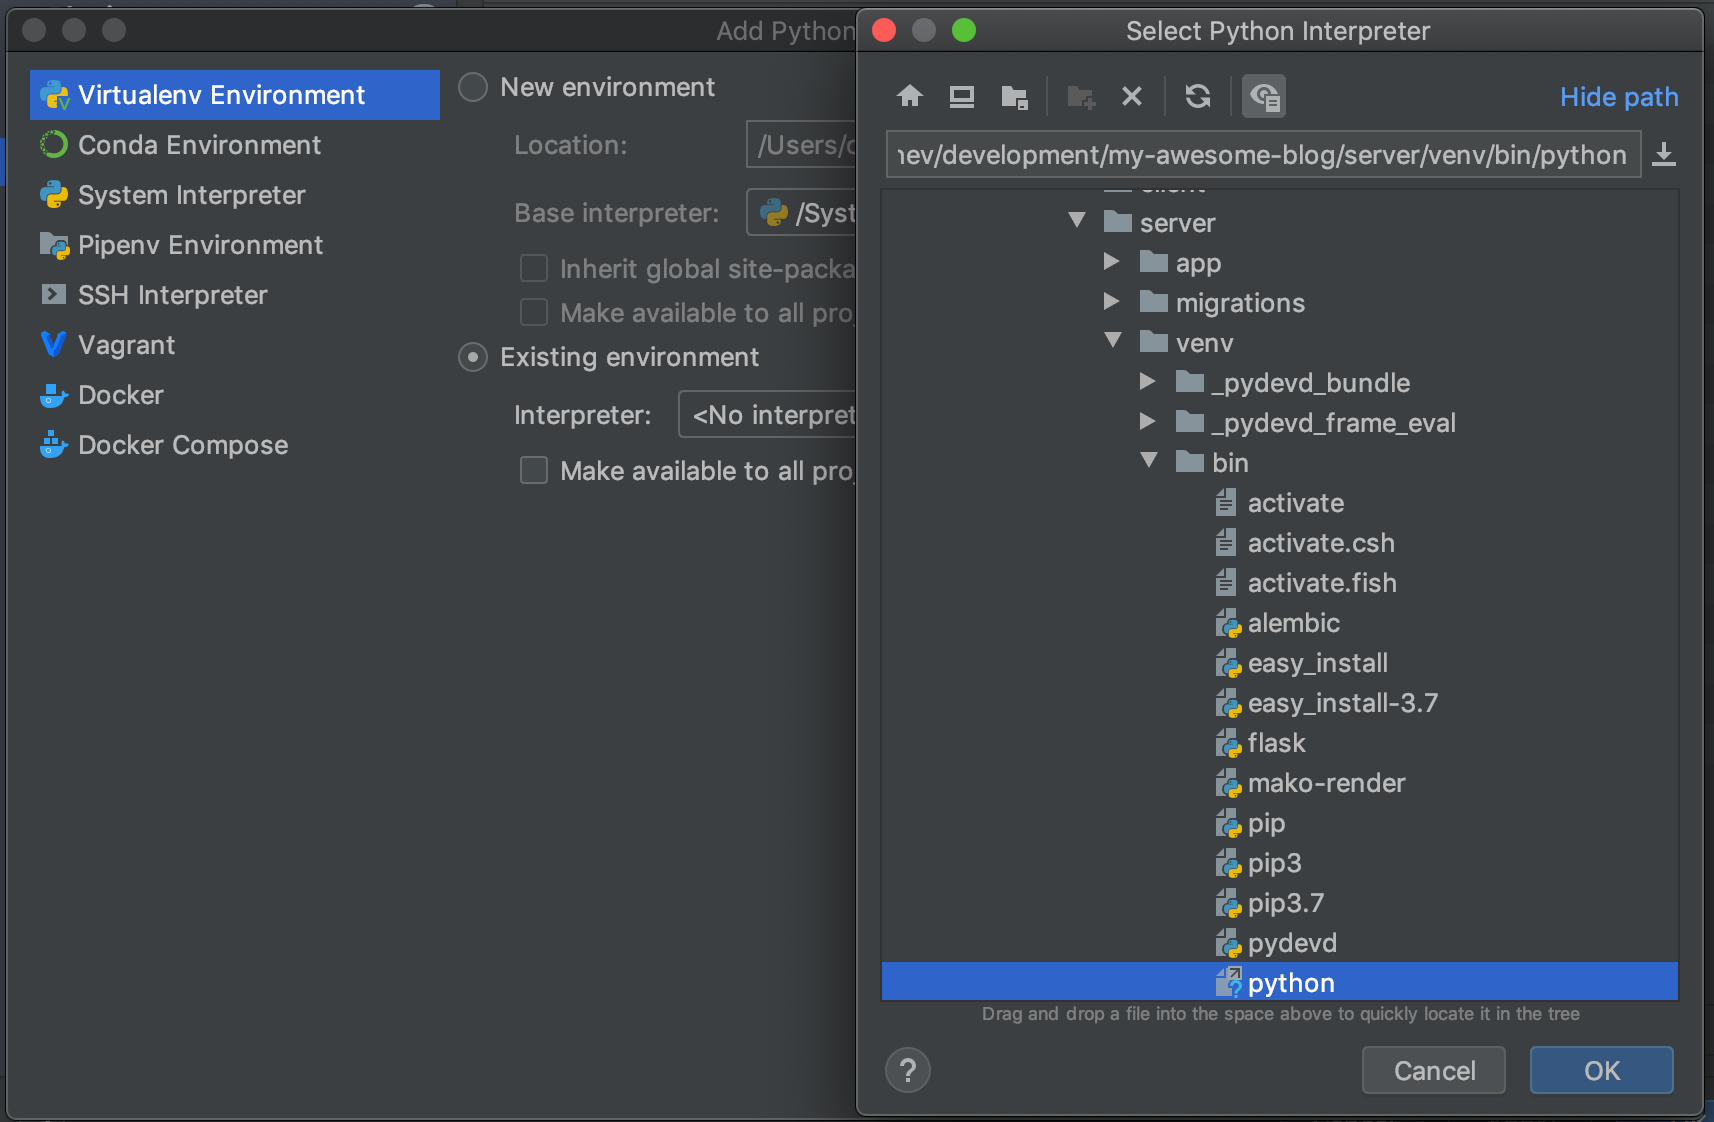 Add Python
Virtualenv Environment
Conda Environment
System Interpreter
Pipenv Environment
SSH Interpreter
Vagrant
Docker
Docker Compose
New environment
Location: /Users/
Base interpreter: /Syst
Inherit global site-packa
Make available to all pro
Existing environment
Interpreter: <No interpret
Make available to all pro
Select Python Interpreter
Hide path
nev/development/my-awesome-blog/server/venv/bin/python
client
server
app
migrations
venv
_pydevd_bundle
_pydevd_frame_eval
bin
activate
activate.csh
activate.fish
alembic
easy_install
easy_install-3.7
flask
mako-render
pip
pip3
pip3.7
pydevd
python
Drag and drop a file into the space above to quickly locate it in the tree
?
Cancel
OK